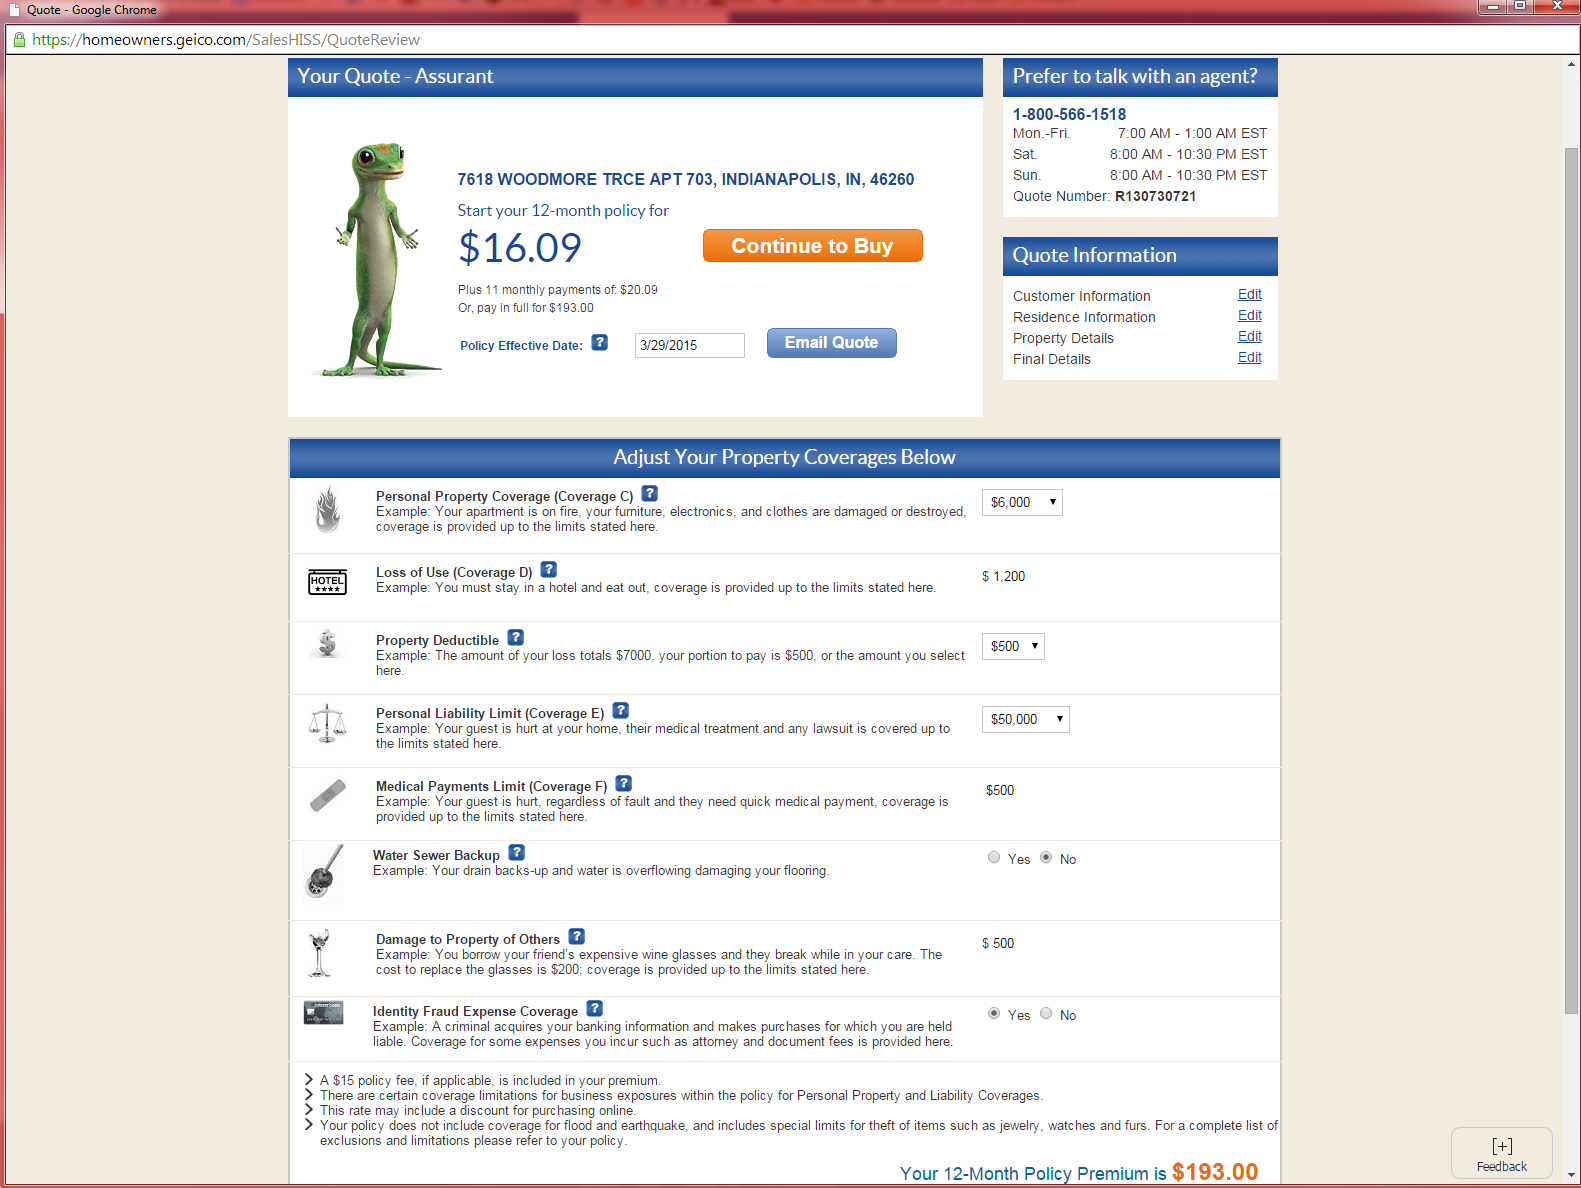 Quote - Google Chrome
https://homeowners.geico.com/SalesHISS/QuoteReview
Your Quote - Assurant
7618 WOODMORE TRCE APT 703, INDIANAPOLIS, IN, 46260
Start your 12-month policy for
$16.09
Continue to Buy
Plus 11 monthly payments of: $20.09
Or, pay in full for $193.00
Policy Effective Date: ? 3/29/2015 Email Quote
Prefer to talk with an agent?
1-800-566-1518
Mon.-Fri. 7:00 AM - 1:00 AM EST
Sat. 8:00 AM - 10:30 PM EST
Sun. 8:00 AM - 10:30 PM EST
Quote Number: R130730721
Quote Information
Customer Information Edit
Residence Information Edit
Property Details Edit
Final Details Edit
Adjust Your Property Coverages Below
Personal Property Coverage (Coverage C) ?
Example: Your apartment is on fire, your furniture, electronics, and clothes are damaged or destroyed,
coverage is provided up to the limits stated here.
$6,000
HOTEL
Loss of Use (Coverage D) ?
Example: You must stay in a hotel and eat out, coverage is provided up to the limits stated here.
$ 1,200
Property Deductible ?
Example: The amount of your loss totals $7000, your portion to pay is $500, or the amount you select
here.
$500
Personal Liability Limit (Coverage E) ?
Example: Your guest is hurt at your home, their medical treatment and any lawsuit is covered up to
the limits stated here.
$50,000
Medical Payments Limit (Coverage F) ?
Example: Your guest is hurt, regardless of fault and they need quick medical payment, coverage is
provided up to the limits stated here.
$500
Water Sewer Backup ?
Example: Your drain backs-up and water is overflowing damaging your flooring.
Yes No
Damage to Property of Others ?
Example: You borrow your friend's expensive wine glasses and they break while in your care. The
cost to replace the glasses is $200; coverage is provided up to the limits stated here.
$ 500
Identity Fraud Expense Coverage ?
Example: A criminal acquires your banking information and makes purchases for which you are held
liable. Coverage for some expenses you incur such as attorney and document fees is provided here.
Yes No
A $15 policy fee, if applicable, is included in your premium.
There are certain coverage limitations for business exposures within the policy for Personal Property and Liability Coverages.
This rate may include a discount for purchasing online.
Your policy does not include coverage for flood and earthquake, and includes special limits for theft of items such as jewelry, watches and furs. For a complete list of
exclusions and limitations please refer to your policy.
Your 12-Month Policy Premium is $193.00
[+]
Feedback